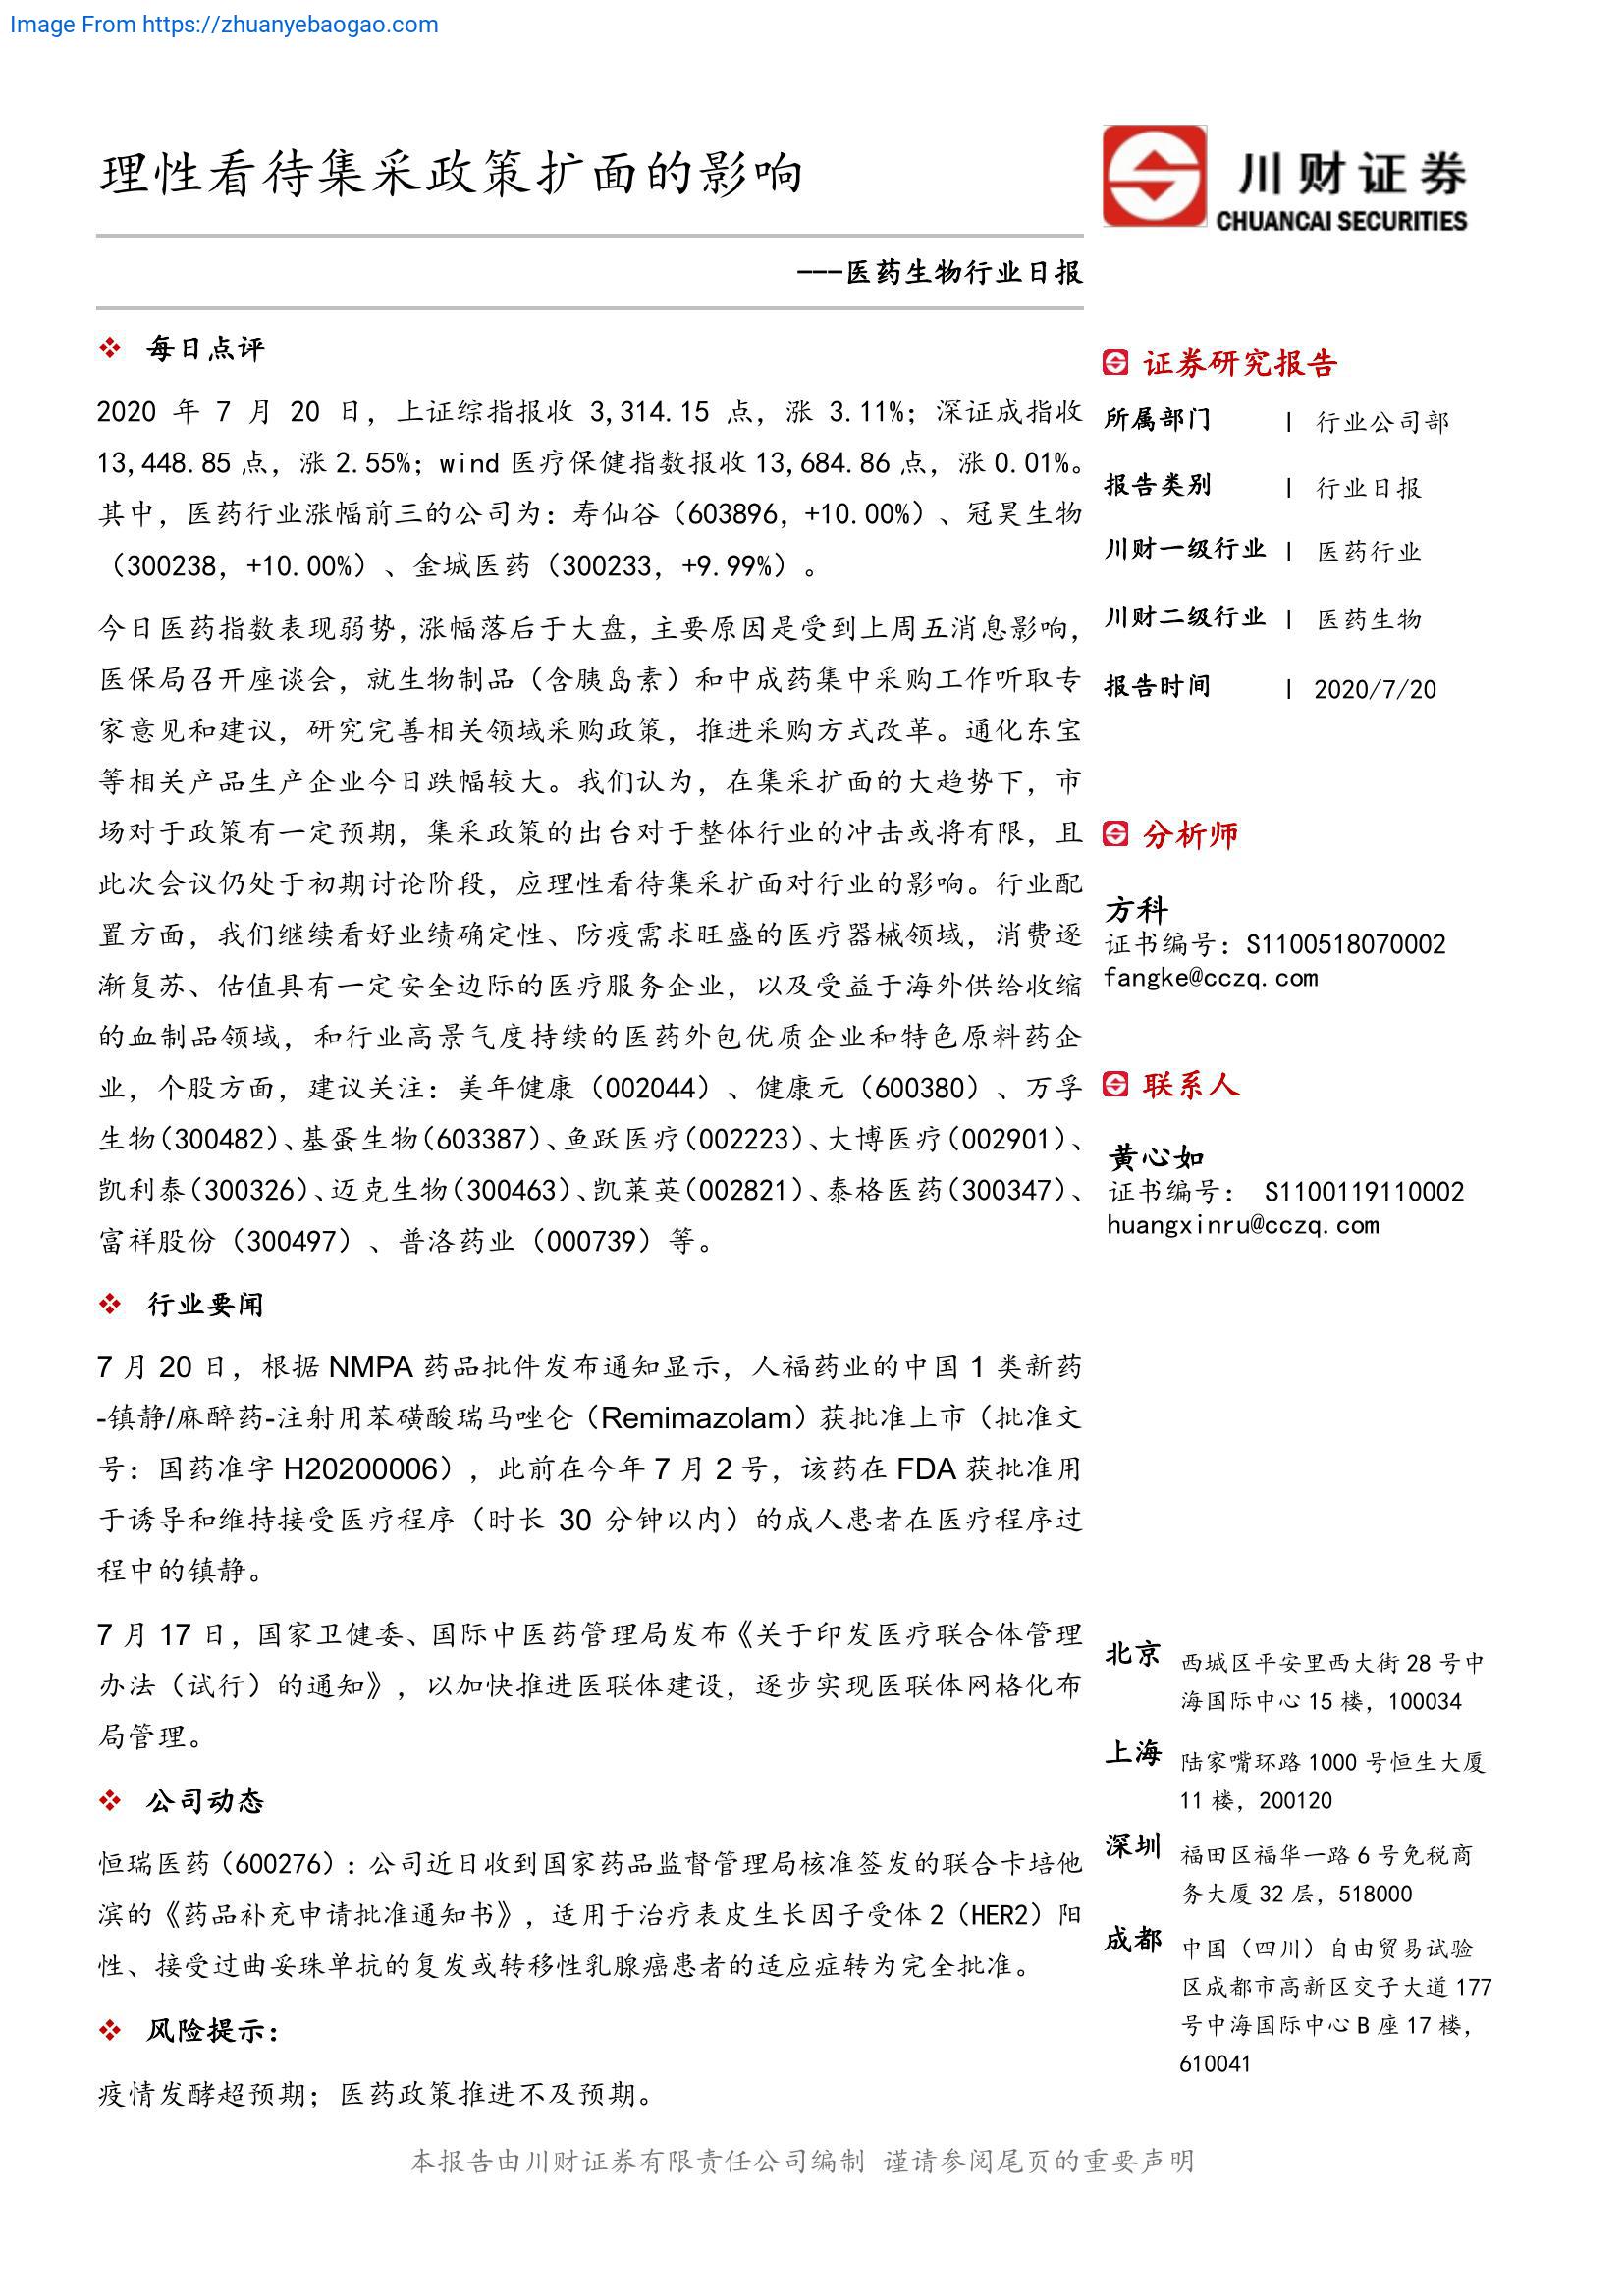 Image From https://zhuanyebaogao.com
理性看待集采政策扩面的影响
川财证券
CHUANCAI SECURITIES
---医药生物行业日报
❖ 每日点评
2020 年 7 月 20 日，上证综指报收 3,314.15 点，涨 3.11%；深证成指收
13,448.85 点，涨 2.55%；wind 医疗保健指数报收 13,684.86 点，涨 0.01%。
其中，医药行业涨幅前三的公司为：寿仙谷（603896，+10.00%）、冠昊生物
（300238，+10.00%）、金城医药（300233，+9.99%）。
今日医药指数表现弱势，涨幅落后于大盘，主要原因是受到上周五消息影响，
医保局召开座谈会，就生物制品（含胰岛素）和中成药集中采购工作听取专
家意见和建议，研究完善相关领域采购政策，推进采购方式改革。通化东宝
等相关产品生产企业今日跌幅较大。我们认为，在集采扩面的大趋势下，市
场对于政策有一定预期，集采政策的出台对于整体行业的冲击或将有限，且
此次会议仍处于初期讨论阶段，应理性看待集采扩面对行业的影响。行业配
置方面，我们继续看好业绩确定性、防疫需求旺盛的医疗器械领域，消费逐
渐复苏、估值具有一定安全边际的医疗服务企业，以及受益于海外供给收缩
的血制品领域，和行业高景气度持续的医药外包优质企业和特色原料药企
业，个股方面，建议关注：美年健康（002044）、健康元（600380）、万孚
生物（300482）、基蛋生物（603387）、鱼跃医疗（002223）、大博医疗（002901）、
凯利泰（300326）、迈克生物（300463）、凯莱英（002821）、泰格医药（300347）、
富祥股份（300497）、普洛药业（000739）等。
❖ 行业要闻
7 月 20 日，根据 NMPA 药品批件发布通知显示，人福药业的中国 1 类新药
-镇静/麻醉药-注射用苯磺酸瑞马唑仑（Remimazolam）获批准上市（批准文
号：国药准字 H20200006），此前在今年 7 月 2 号，该药在 FDA 获批准用
于诱导和维持接受医疗程序（时长 30 分钟以内）的成人患者在医疗程序过
程中的镇静。
7 月 17 日，国家卫健委、国际中医药管理局发布《关于印发医疗联合体管理
办法（试行）的通知》，以加快推进医联体建设，逐步实现医联体网格化布
局管理。
❖ 公司动态
恒瑞医药（600276）：公司近日收到国家药品监督管理局核准签发的联合卡培他
滨的《药品补充申请批准通知书》，适用于治疗表皮生长因子受体 2（HER2）阳
性、接受过曲妥珠单抗的复发或转移性乳腺癌患者的适应症转为完全批准。
❖ 风险提示：
疫情发酵超预期；医药政策推进不及预期。
证券研究报告
所属部门 | 行业公司部
报告类别 | 行业日报
川财一级行业 | 医药行业
川财二级行业 | 医药生物
报告时间 | 2020/7/20
分析师
方科
证书编号：S1100518070002
fangke@cczq.com
联系人
黄心如
证书编号： S1100119110002
huangxinru@cczq.com
北京 西城区平安里西大街 28 号中
海国际中心 15 楼，100034
上海 陆家嘴环路 1000 号恒生大厦
11 楼，200120
深圳 福田区福华一路 6 号免税商
务大厦 32 层，518000
成都 中国（四川）自由贸易试验
区成都市高新区交子大道 177
号中海国际中心 B 座 17 楼，
610041
本报告由川财证券有限责任公司编制 谨请参阅尾页的重要声明